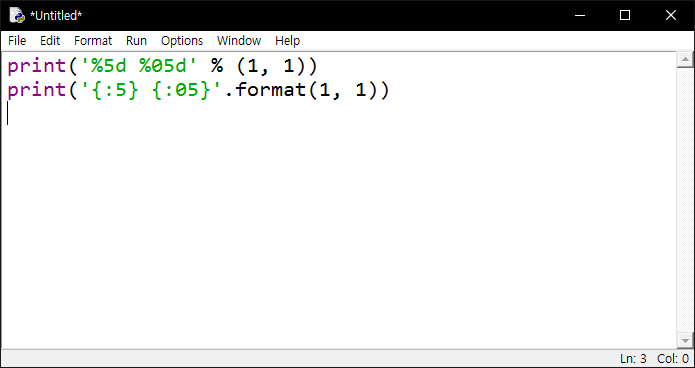 *Untitled*
File Edit Format Run Options Window Help
print('%5d %05d' % (1, 1))
print('{:5} {:05}'.format(1, 1))
Ln: 3 Col: 0